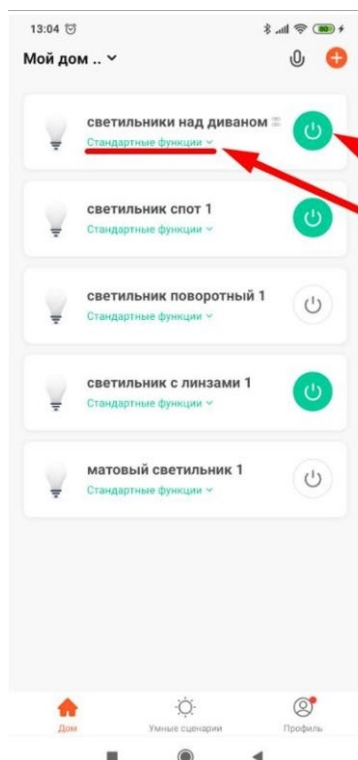 13:04
80
Мой дом ..
светильники над диваном
Стандартные функции
светильник спот 1
Стандартные функции
светильник поворотный 1
Стандартные функции
светильник с линзами 1
Стандартные функции
матовый светильник 1
Стандартные функции
Дом
Умные сценарии
Профиль